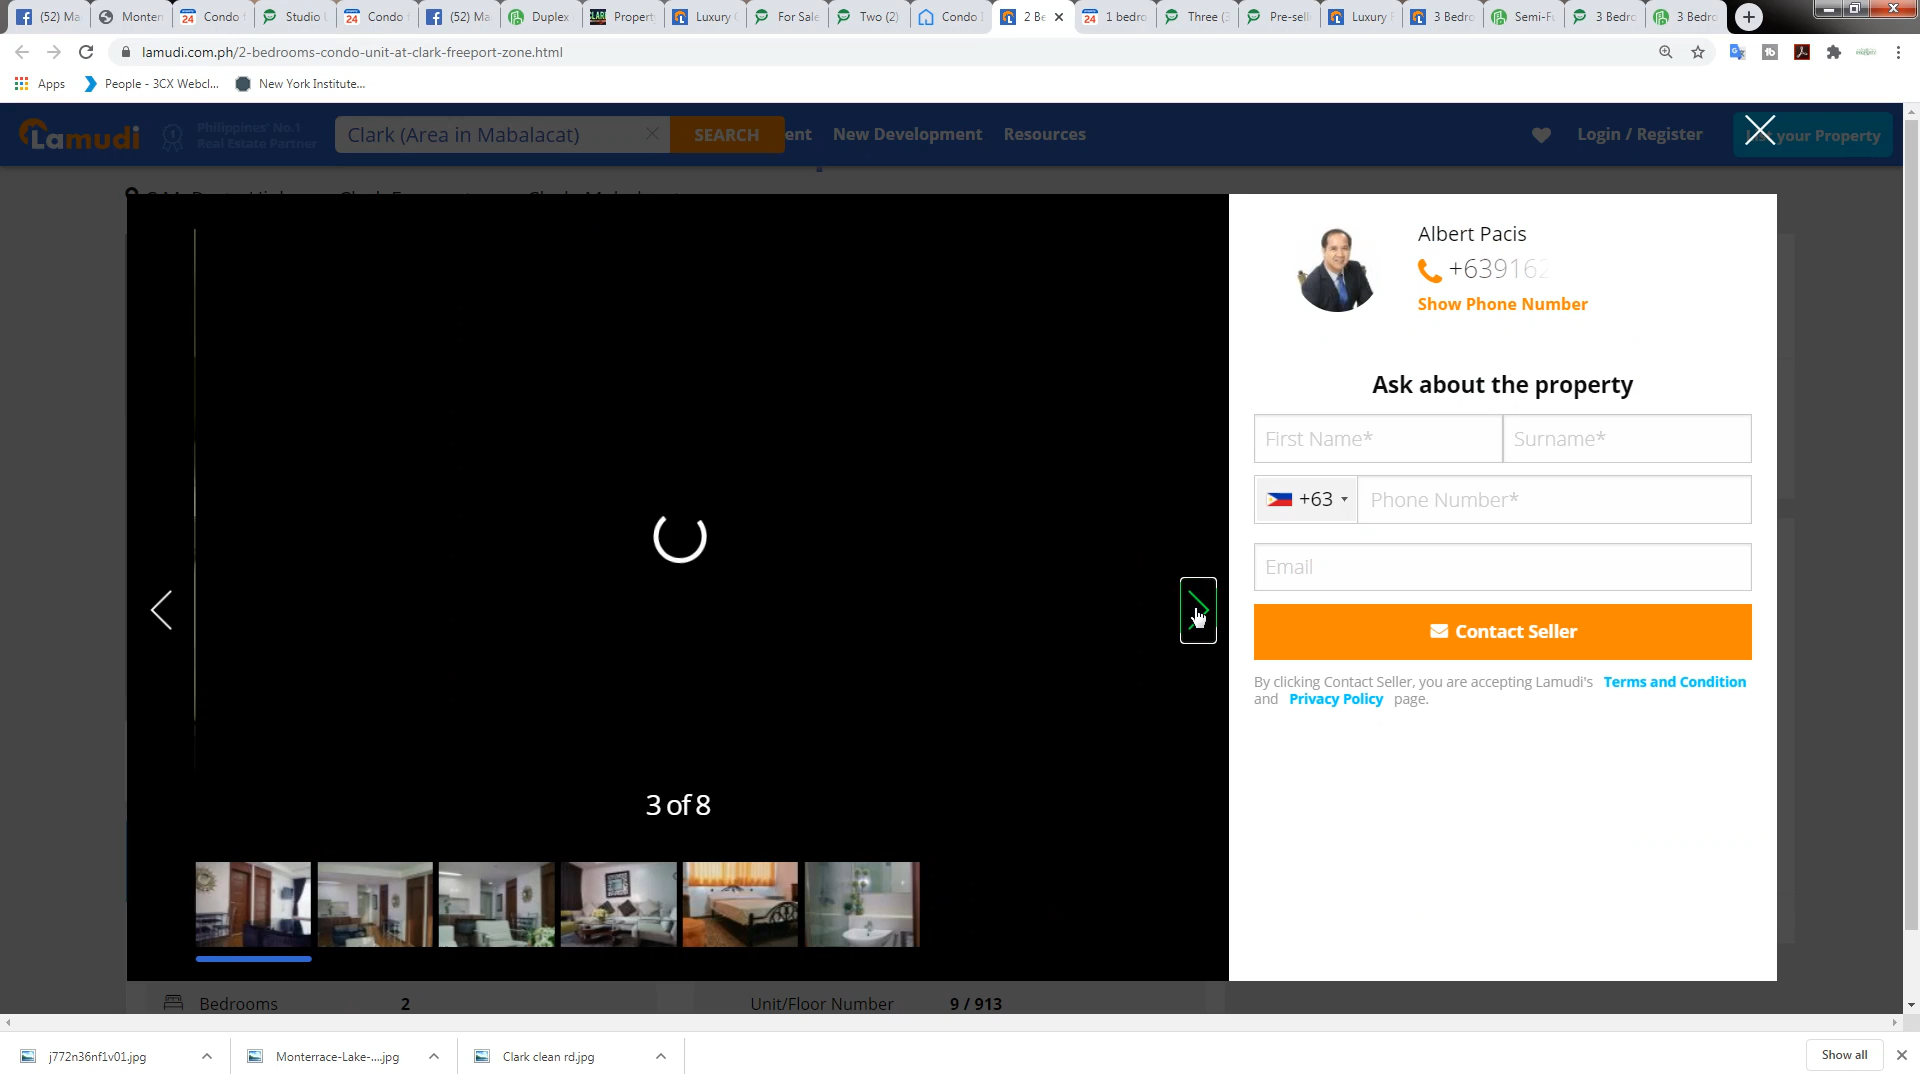 (52) Ma
Monter
Condo f
Studio
Condo f
(52) Ma
Duplex
Propert
Luxury
For Sale
Two (2)
Condo
2 Be
1 bedro
Three (3
Pre-sell
Luxury
3 Bedro
Semi-Fu
3 Bedro
3 Bedro
lamudi.com.ph/2-bedrooms-condo-unit-at-clark-freeport-zone.html
Apps
People - 3CX Webcl...
New York Institute...
Lamudi
Philippines' No.1
Real Estate Partner
Clark (Area in Mabalacat)
SEARCH
ent
New Development
Resources
Login / Register
your Property
Albert Pacis
+639162
Show Phone Number
Ask about the property
First Name*
Surname*
+63
Phone Number*
Email
Contact Seller
By clicking Contact Seller, you are accepting Lamudi's Terms and Condition
and Privacy Policy page.
3 of 8
Bedrooms 2
Unit/Floor Number 9 / 913
j772n36nf1v01.jpg
Monterrace-Lake-....jpg
Clark clean rd.jpg
Show all